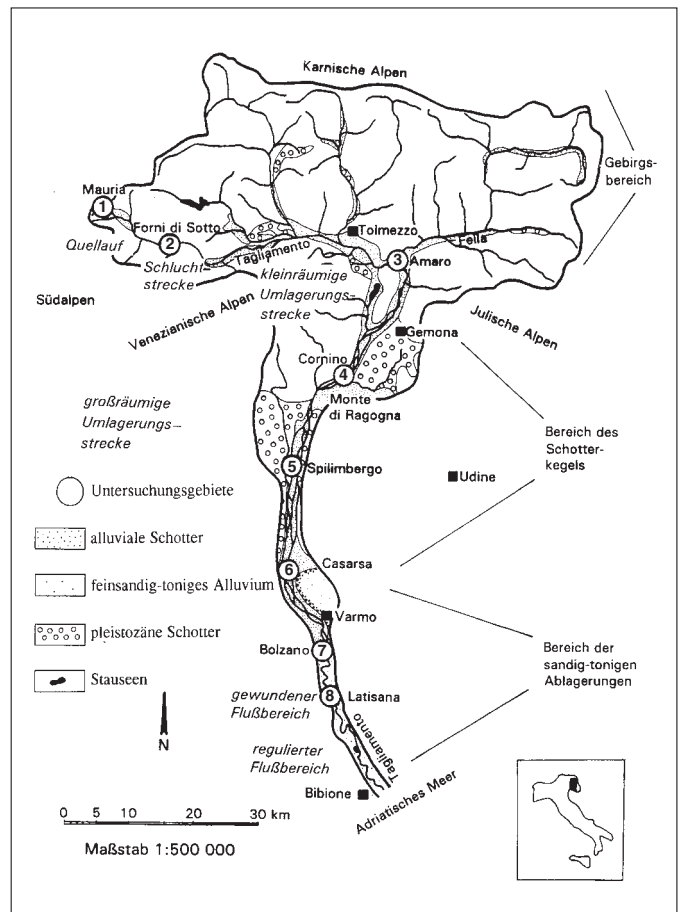 Karnische Alpen
Gebirgs-
bereich
Mauria
1
Forni di Sotto
2
Quellauf
Schlucht-
strecke
Tagliamento
Tolmezzo
3
Amaro
Fella
kleinräumige
Umlagerungs-
strecke
Südalpen
Venezianische Alpen
Julische Alpen
Gemona
Cornino
4
Monte
di Ragogna
großräumige
Umlagerungs-
strecke
Bereich des
Schotter-
kegels
5
Spilimbergo
Udine
Untersuchungsgebiete
alluviale Schotter
feinsandig-toniges Alluvium
pleistozäne Schotter
Stauseen
N
6
Casarsa
Varmo
Bolzano
7
8
Latisana
gewundener
Flußbereich
Bereich der
sandig-tonigen
Ablagerungen
regulierter
Flußbereich
Tagliamento
Bibione
Adriatisches Meer
0 5 10 20 30 km
Maßstab 1:500 000